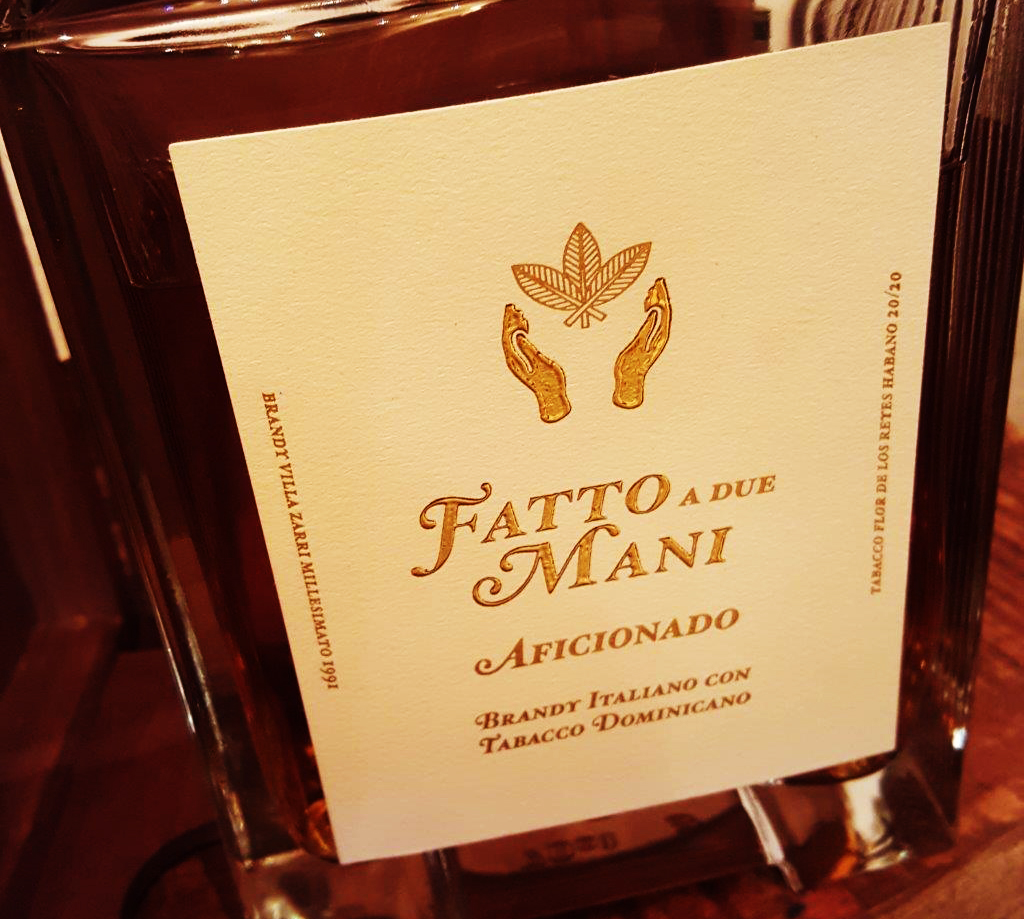 FATTO A DUE
MANI
AFICIONADO
BRANDY ITALIANO CON
TABACCO DOMINICANO
BRANDY VILLA ZARRI MILLESIMATO 1991
TABACCO FLOR DE LOS REYES HABANO 20/20